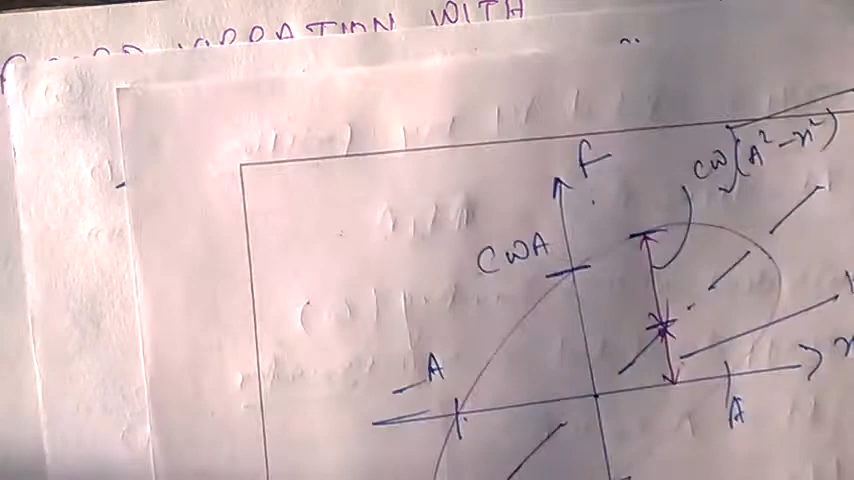 WITH
F
cω√(A² - x²)
CωA
-A
A
x